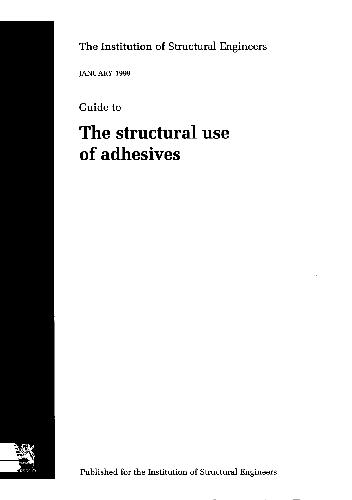 The Institution of Structural Engineers
JANUARY 1999
Guide to
The structural use
of adhesives
Published for the Institution of Structural Engineers